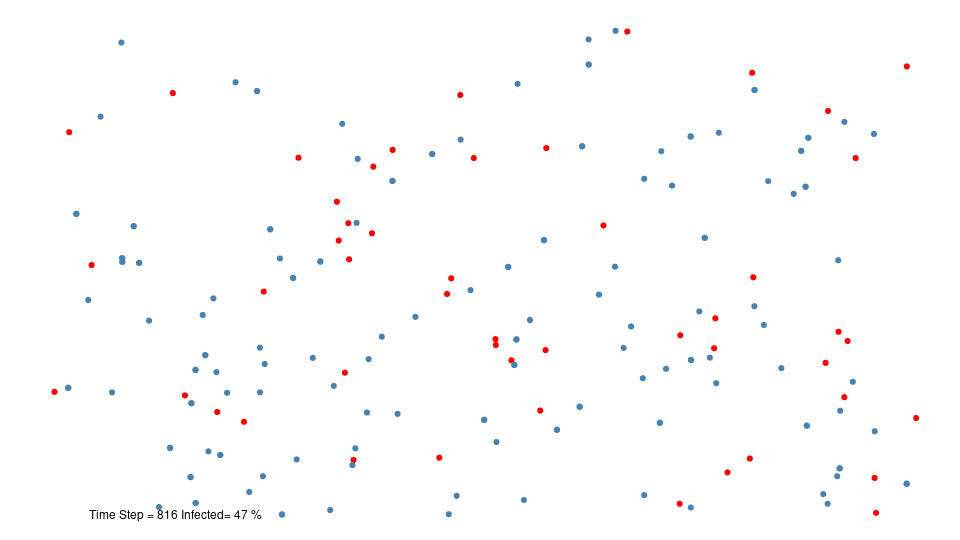 Time Step = 816 Infected= 47 %